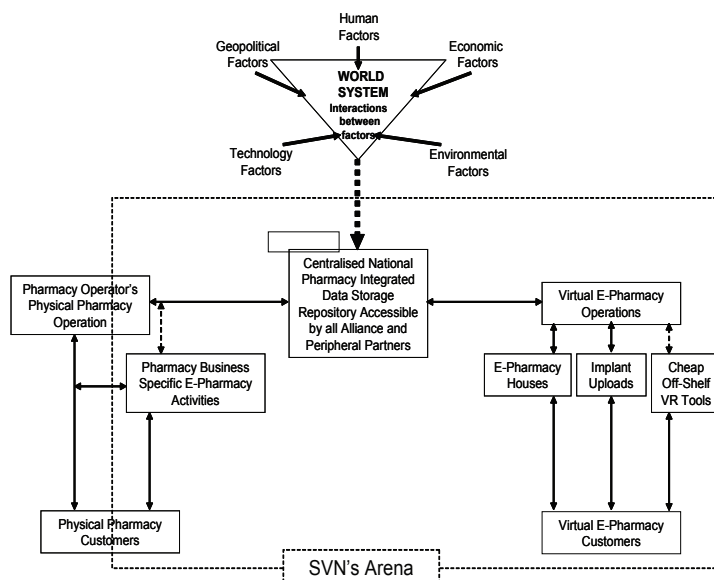 Human
Factors
Geopolitical
Factors
Economic
Factors
WORLD
SYSTEM
Interactions
between
factors
Technology
Factors
Environmental
Factors
Centralised National
Pharmacy Integrated
Data Storage
Repository Accessible
by all Alliance and
Peripheral Partners
Pharmacy Operator's
Physical Pharmacy
Operation
Virtual E-Pharmacy
Operations
Pharmacy Business
Specific E-Pharmacy
Activities
E-Pharmacy
Houses
Implant
Uploads
Cheap
Off-Shelf
VR Tools
Physical Pharmacy
Customers
Virtual E-Pharmacy
Customers
SVN's Arena